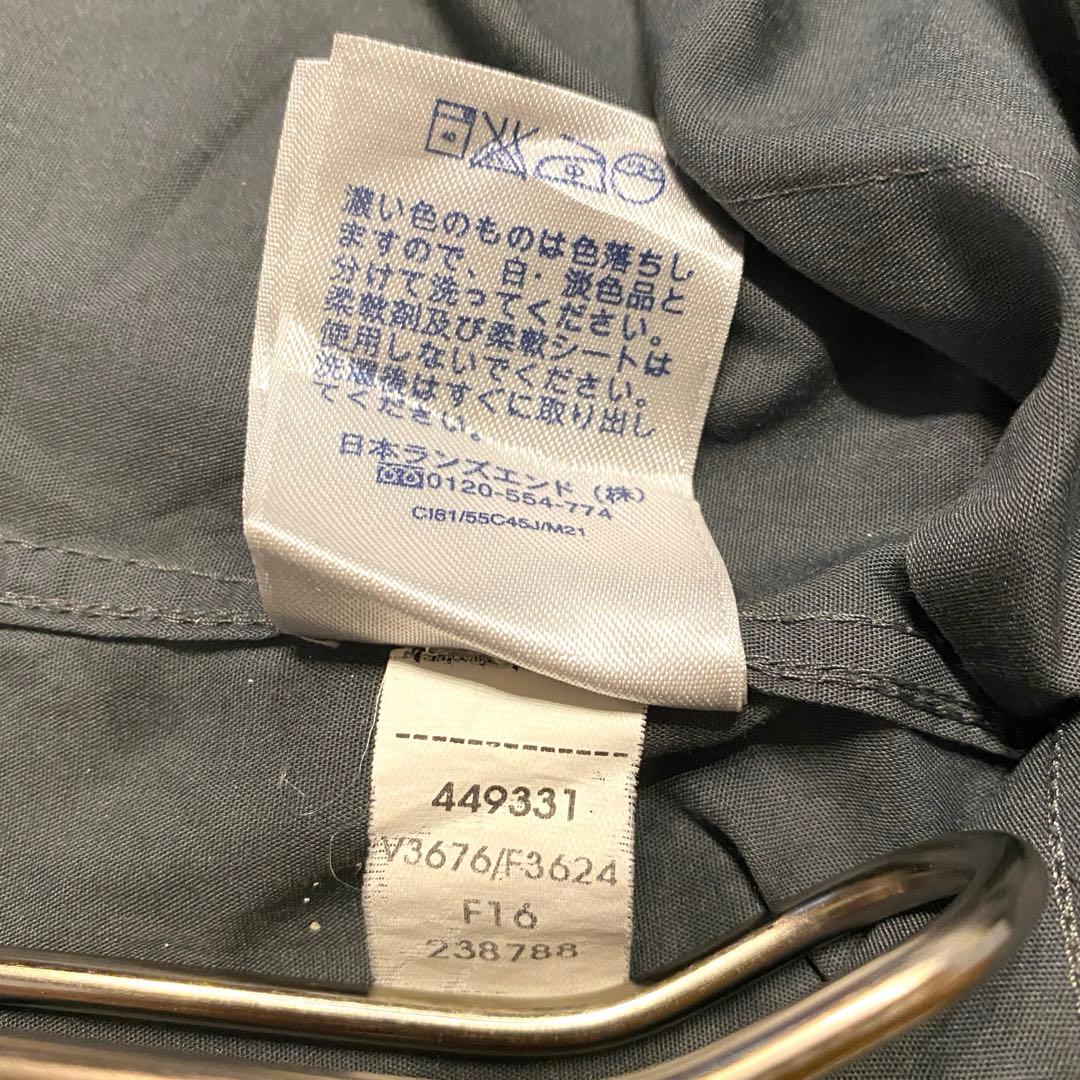 40
中
濃い色のものは色落ちし
ますので、白・淡色品と
分けて洗ってください。
柔軟剤及び柔軟シートは
使用しないでください。
洗濯後はすぐに取り出し
てください。
日本ランズエンド（株）
0120-554-774
CI81/55C45J/M21
449331
V3676/F3624
F16
238788